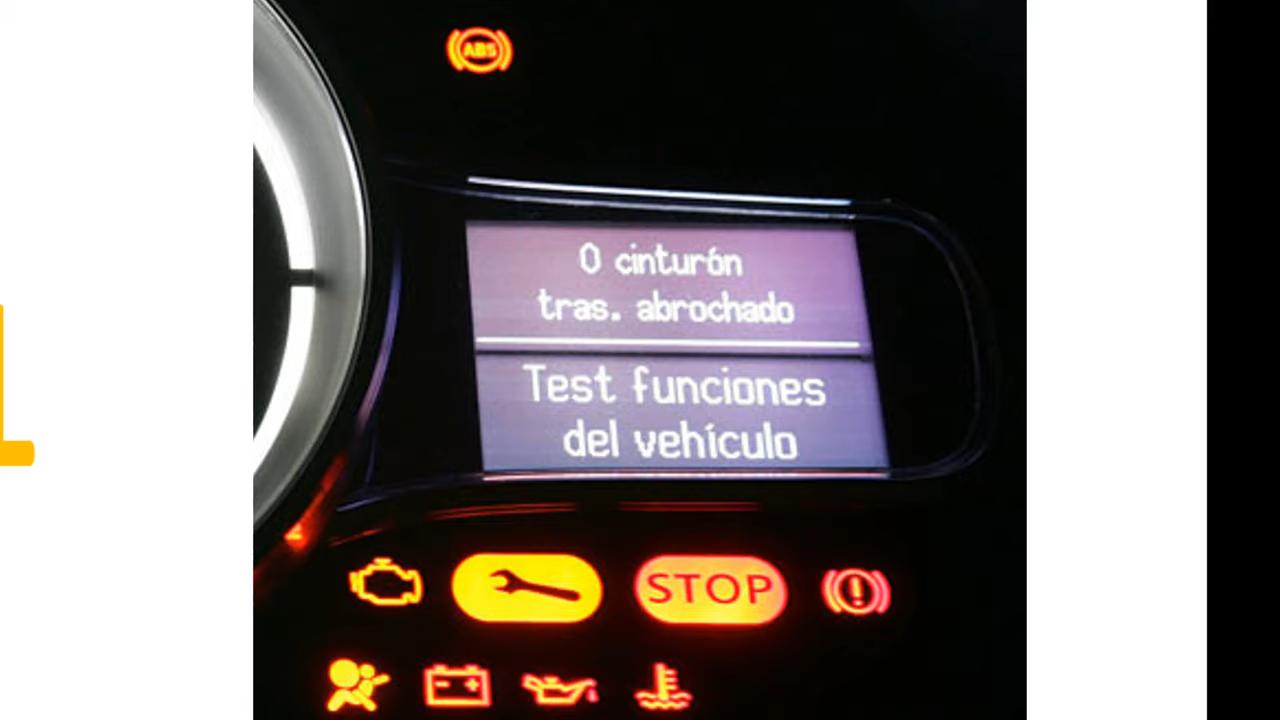 ABS
0 cinturón
tras. abrochado
Test funciones
del vehículo
STOP